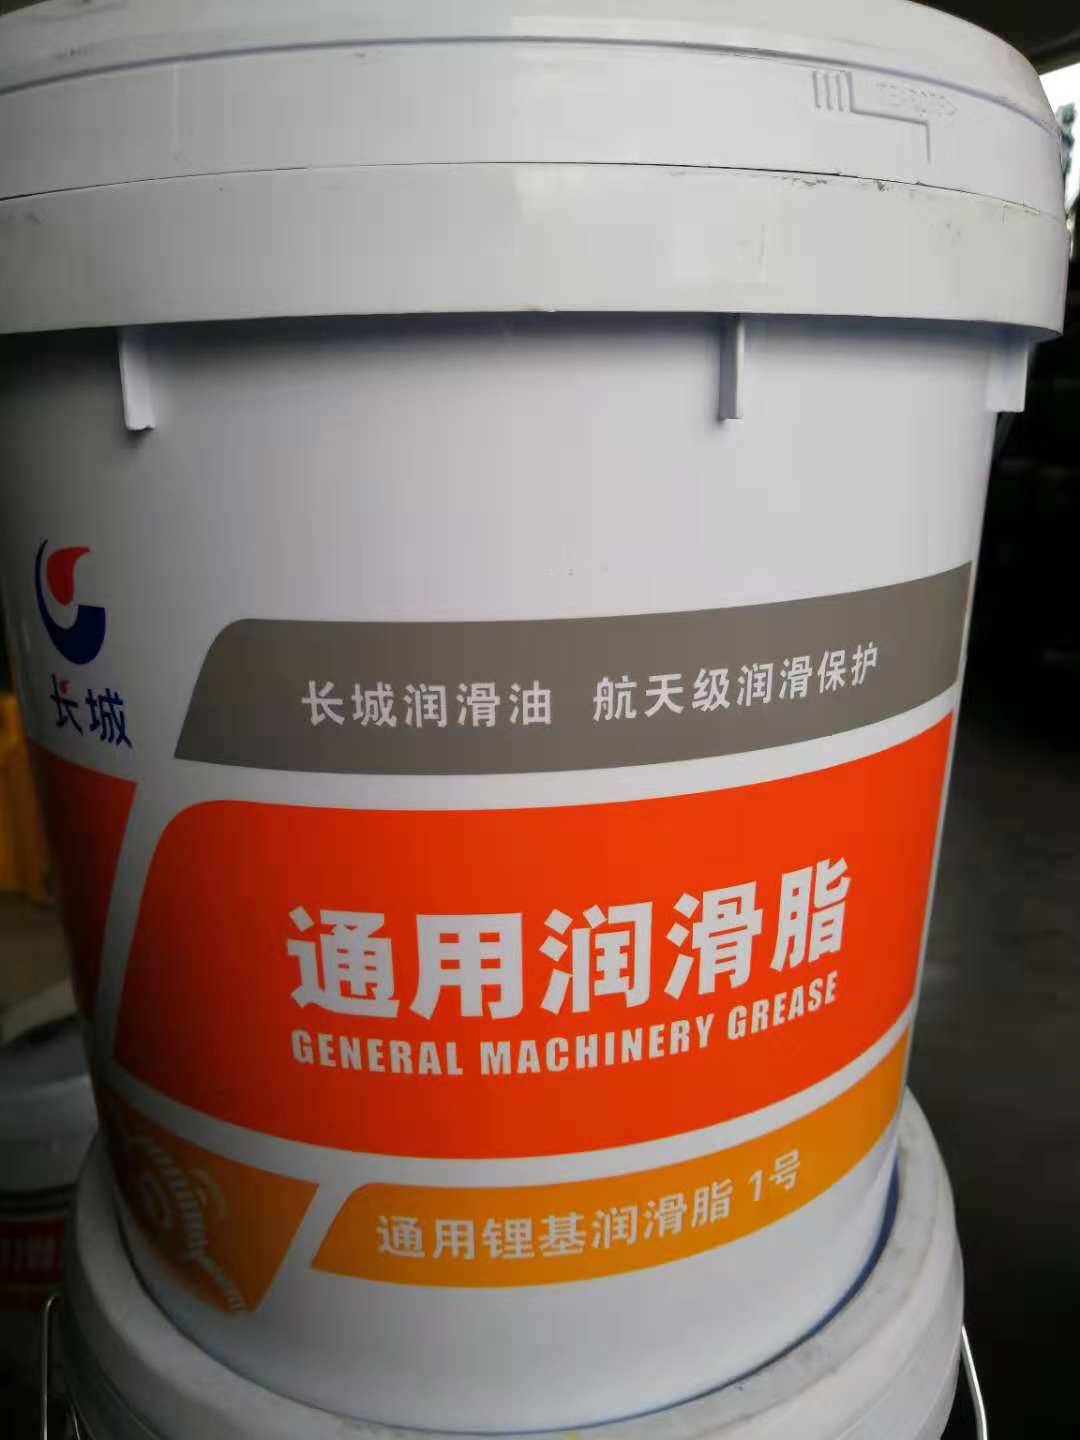 长城
长城润滑油 航天级润滑保护
通用润滑脂
GENERAL MACHINERY GREASE
通用锂基润滑脂 1号